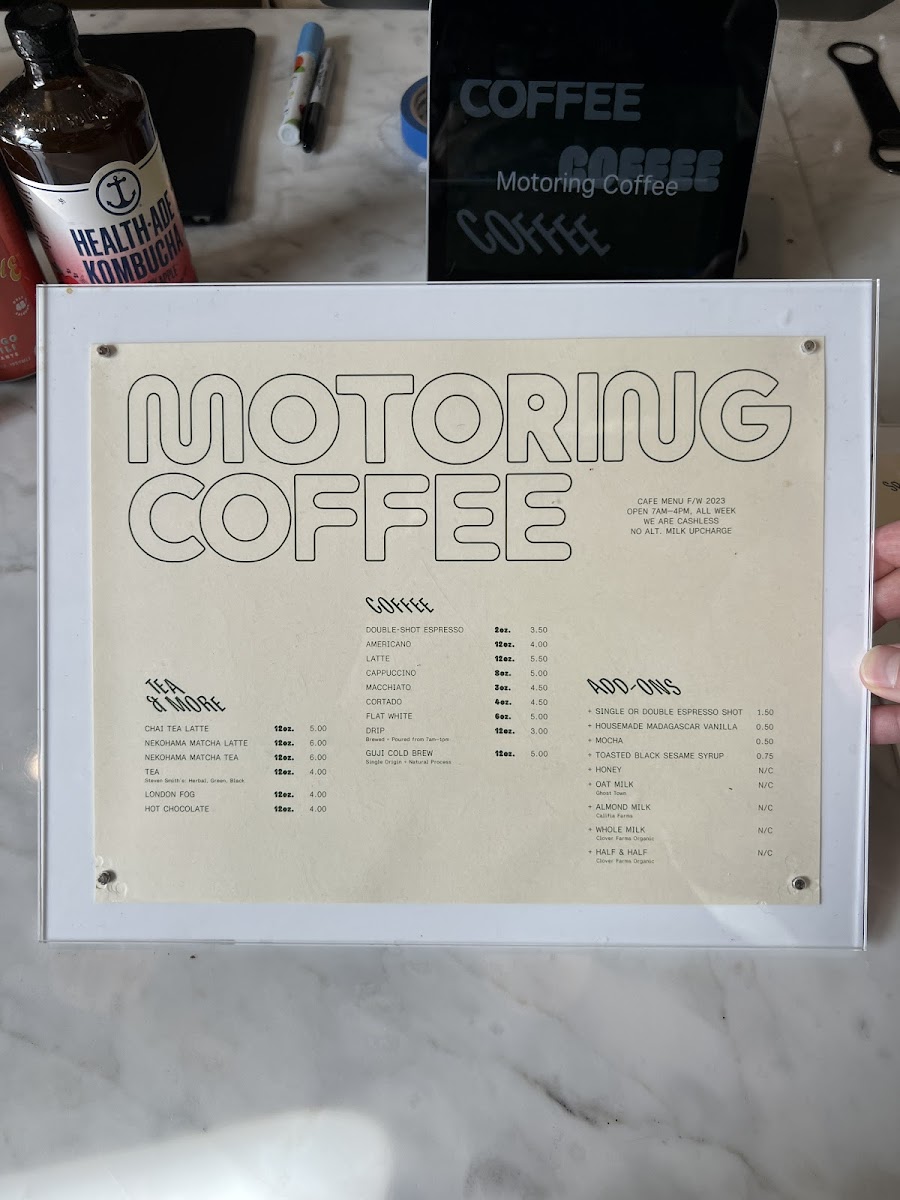 HEALTH-ADE
KOMBUCHA
COFFEE
COFFEE
Motoring Coffee
COFFEE
MOTORING
COFFEE
CAFE MENU F/W 2023
OPEN 7AM—4PM, ALL WEEK
WE ARE CASHLESS
NO ALT. MILK UPCHARGE
COFFEE
DOUBLE-SHOT ESPRESSO 2oz. 3.50
AMERICANO 12oz. 4.00
LATTE 12oz. 5.50
CAPPUCCINO 8oz. 5.00
MACCHIATO 3oz. 4.50
CORTADO 4oz. 4.50
FLAT WHITE 6oz. 5.00
DRIP 12oz. 3.00
Brewed + Poured from 7am-1pm
GUJI COLD BREW 12oz. 5.00
Single Origin + Natural Process
TEA
& MORE
CHAI TEA LATTE 12oz. 5.00
NEKOHAMA MATCHA LATTE 12oz. 6.00
NEKOHAMA MATCHA TEA 12oz. 6.00
TEA 12oz. 4.00
Steven Smith's: Herbal, Green, Black
LONDON FOG 12oz. 4.00
HOT CHOCOLATE 12oz. 4.00
ADD-ONS
+ SINGLE OR DOUBLE ESPRESSO SHOT 1.50
+ HOUSEMADE MADAGASCAR VANILLA 0.50
+ MOCHA 0.50
+ TOASTED BLACK SESAME SYRUP 0.75
+ HONEY N/C
+ OAT MILK N/C
Ghost Town
+ ALMOND MILK N/C
Califia Farms
+ WHOLE MILK N/C
Clover Farms Organic
+ HALF & HALF N/C
Clover Farms Organic